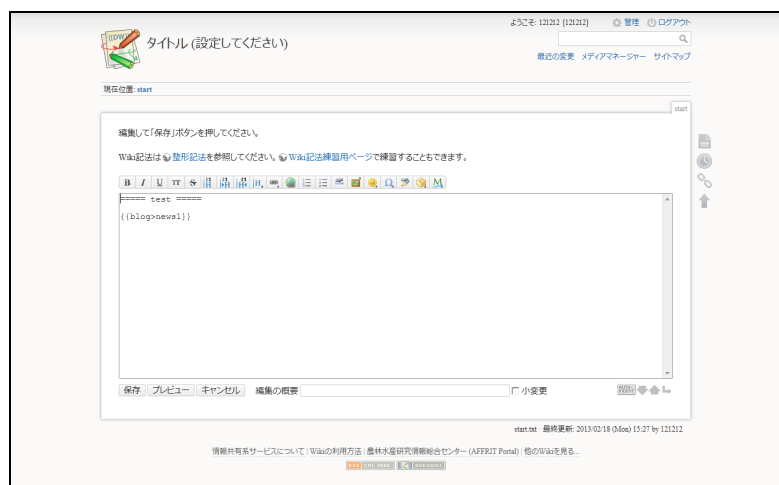 ようこそ: 121212 (121212) 管理 ログアウト
タイトル (設定してください)
最近の変更 メディアマネージャー サイトマップ
現在位置: start
start
編集して「保存」ボタンを押してください。
Wiki記法は 整形記法を参照してください。 Wiki記法練習用ページで練習することもできます。
B I U TT S H H H H, Ω M
===== test =====
{{blog>news1}}
保存 プレビュー キャンセル 編集の概要 小変更
start.txt · 最終更新: 2013/02/18 (Mon) 15:27 by 121212
情報共有系サービスについて | Wikiの利用方法 | 農林水産研究情報総合センター (AFFRIT Portal) | 他のWikiを見る...
RSS XML FEED DOKUWIKI